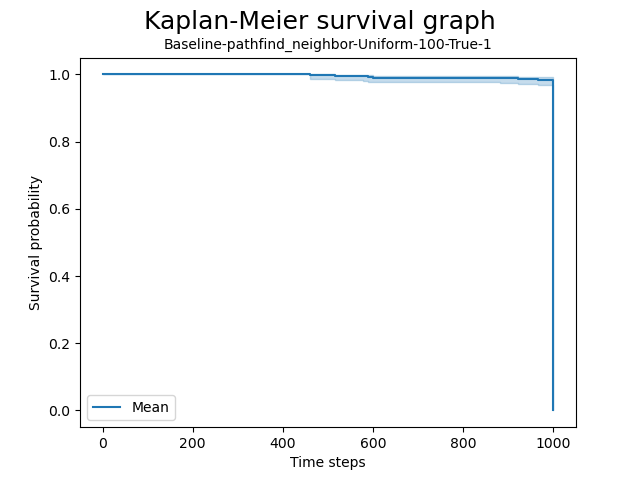 Kaplan-Meier survival graph
Baseline-pathfind_neighbor-Uniform-100-True-1
1.0
0.8
0.6
0.4
0.2
0.0
Survival probability
Mean
0 200 400 600 800 1000
Time steps